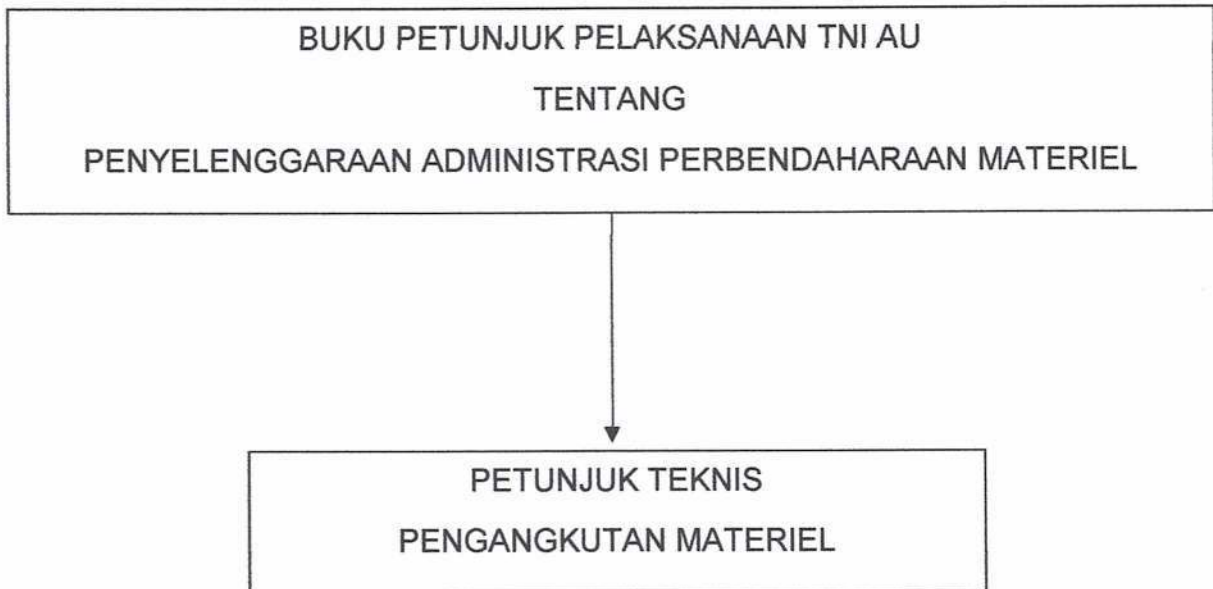 BUKU PETUNJUK PELAKSANAAN TNI AU
TENTANG
PENYELENGGARAAN ADMINISTRASI PERBENDAHARAAN MATERIEL
PETUNJUK TEKNIS
PENGANGKUTAN MATERIEL